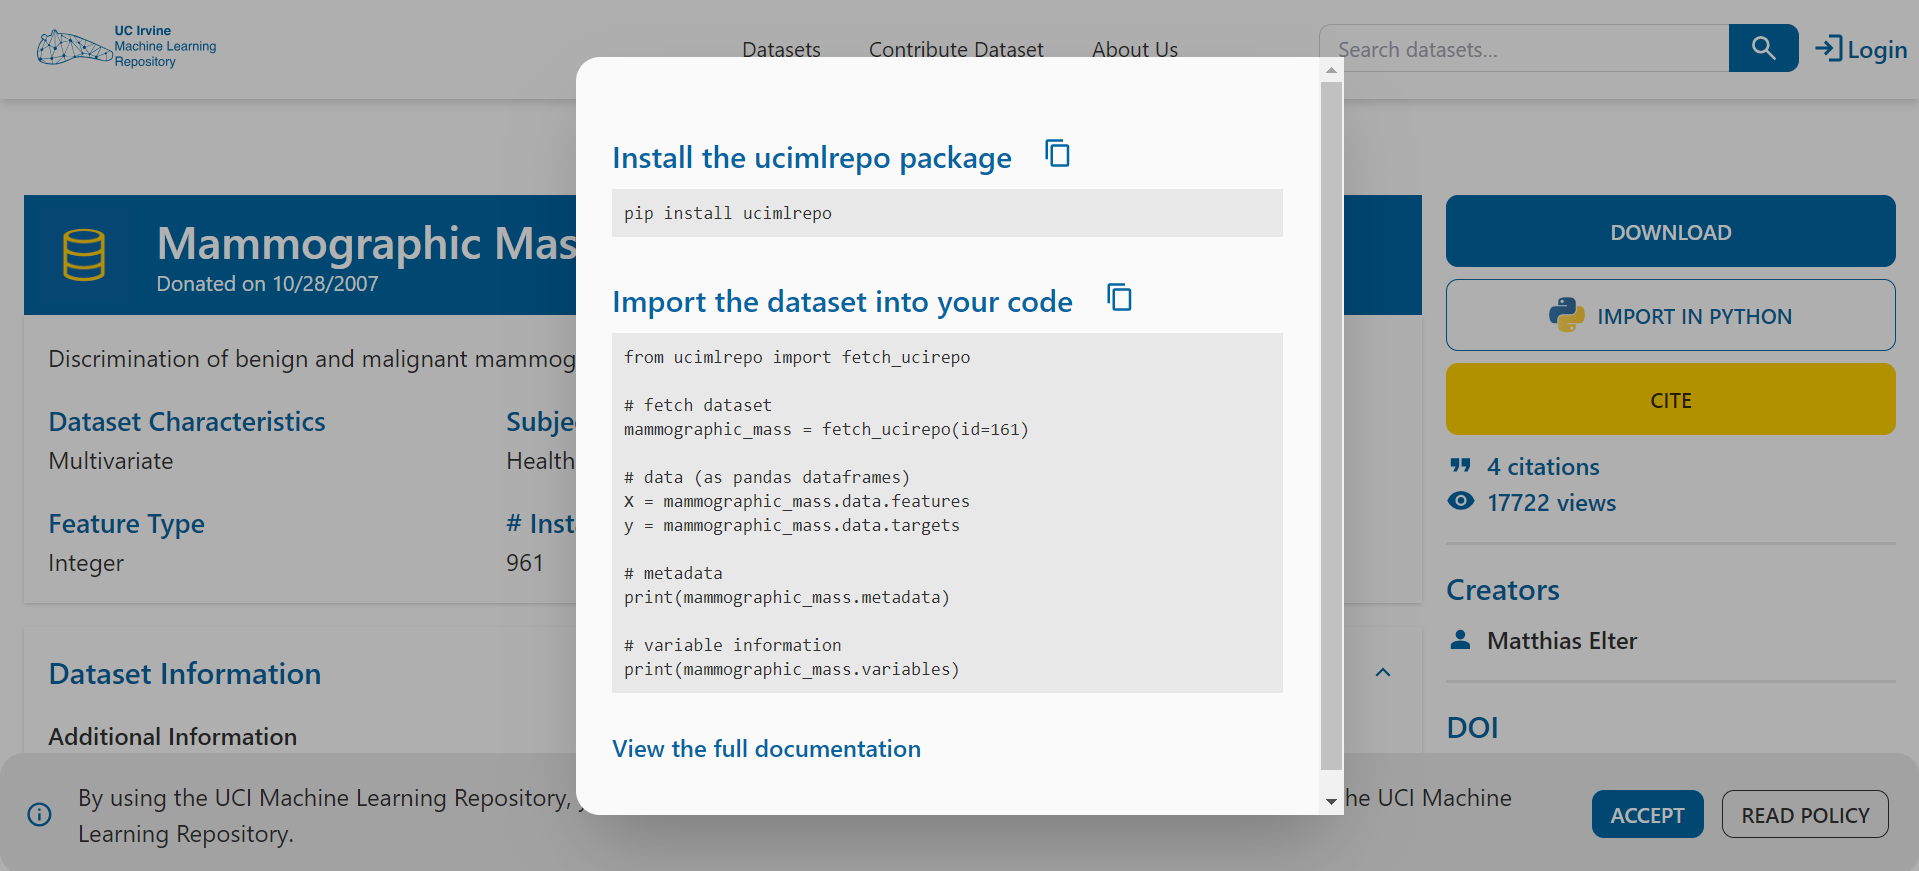 UC Irvine
Machine Learning
Repository
Datasets
Contribute Dataset
About Us
Search datasets...
Login
Mammographic Mas
Donated on 10/28/2007
Discrimination of benign and malignant mammog
Dataset Characteristics
Multivariate
Health
Feature Type
Integer
# Inst
961
Dataset Information
Additional Information
Install the ucimlrepo package
pip install ucimlrepo
Import the dataset into your code
from ucimlrepo import fetch_ucirepo
# fetch dataset
mammographic_mass = fetch_ucirepo(id=161)
# data (as pandas dataframes)
X = mammographic_mass.data.features
y = mammographic_mass.data.targets
# metadata
print(mammographic_mass.metadata)
# variable information
print(mammographic_mass.variables)
View the full documentation
DOWNLOAD
IMPORT IN PYTHON
CITE
4 citations
17722 views
Creators
Matthias Elter
DOI
By using the UCI Machine Learning Repository, he UCI Machine
Learning Repository.
ACCEPT
READ POLICY